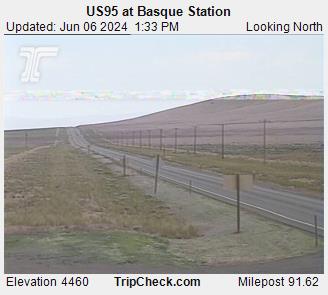 US95 at Basque Station
Updated: Jun 06 2024 1:33 PM Looking North
Elevation 4460 TripCheck.com Milepost 91.62